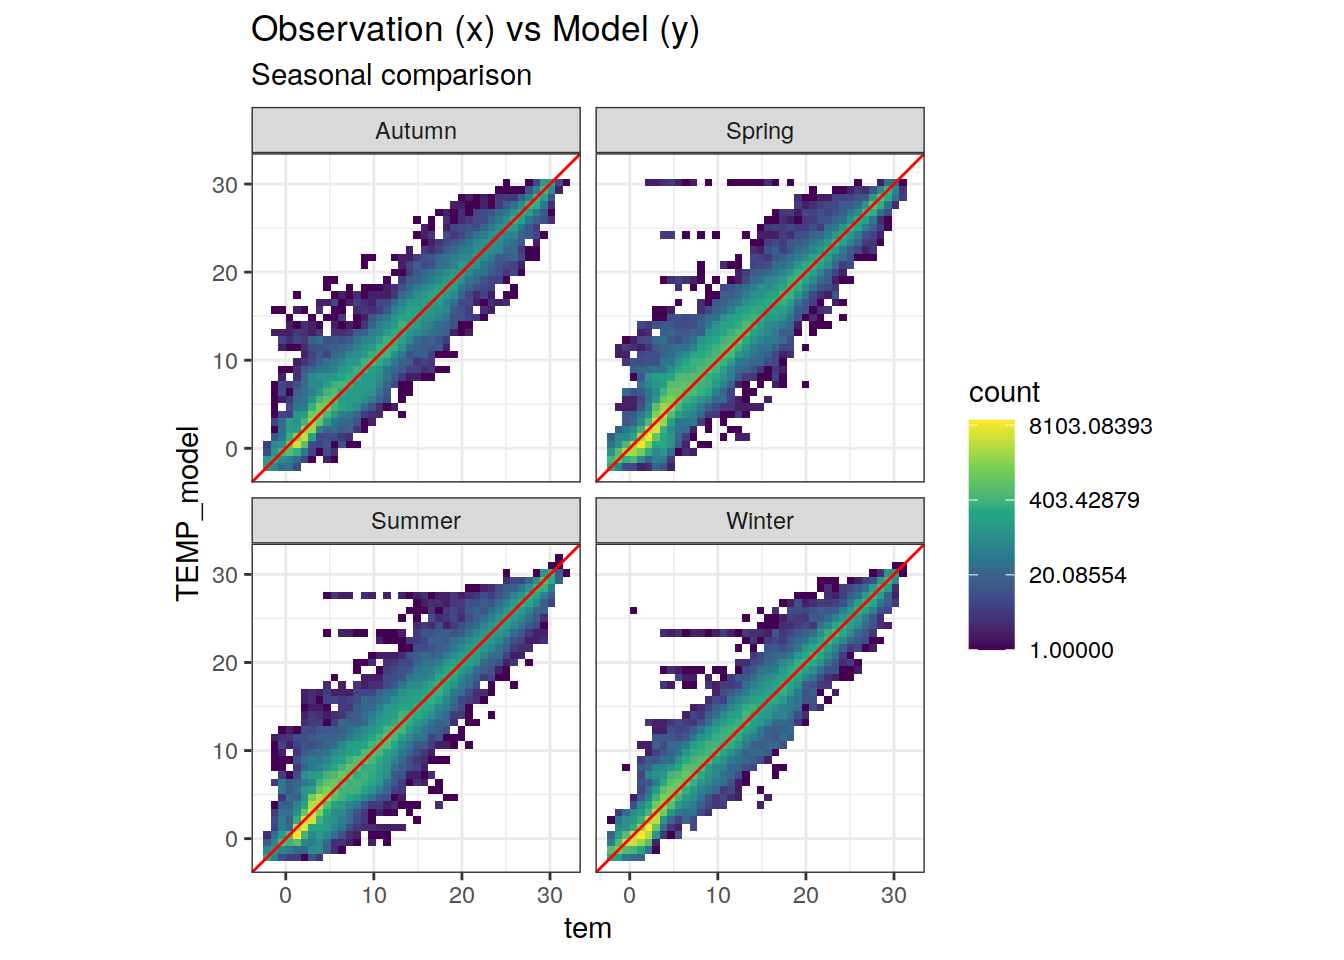 Observation (x) vs Model (y)
Seasonal comparison
Autumn
Spring
30
20
10
0
Summer
Winter
30
20
10
0
0
10
20
30
0
10
20
30
tem
TEMP_model
count
8103.08393
403.42879
20.08554
1.00000